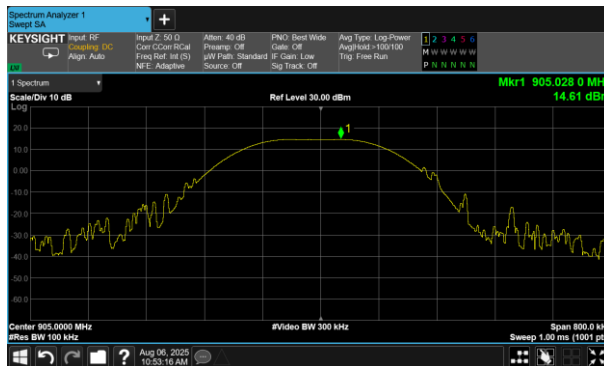 Spectrum Analyzer 1
Swept SA
+
KEYSIGHT
Input: RF
Coupling: DC
Align: Auto
Input Z: 50 Ω
Corr CCorr RCal
Freq Ref: Int (S)
NFE: Adaptive
Atten: 40 dB
Preamp: Off
µW Path: Standard
Source: Off
PNO: Best Wide
Gate: Off
IF Gain: Low
Sig Track: Off
Avg Type: Log-Power
Avg|Hold:>100/100
Trig: Free Run
1 2 3 4 5 6
M W W W W W
P N N N N N
1 Spectrum
Mkr1 905.028 0 MH
Scale/Div 10 dB
Ref Level 30.00 dBm
14.61 dB
Log
1
20.0
10.0
0.00
-10.0
-20.0
-30.0
-40.0
-50.0
-60.0
Center 905.0000 MHz
#Video BW 300 kHz
Span 800.0 k
#Res BW 100 kHz
Sweep 1.00 ms (1001 pt
?
Aug 06, 2025
10:53:16 AM